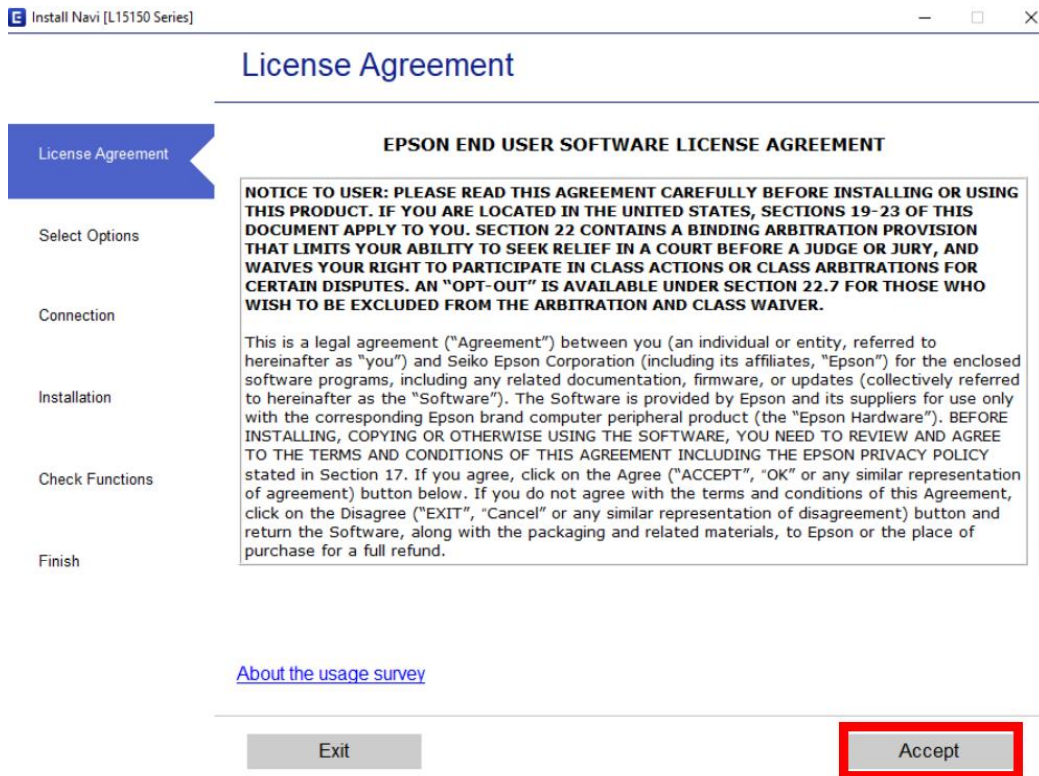 Install Navi [L15150 Series]
License Agreement
License Agreement
Select Options
Connection
Installation
Check Functions
Finish
EPSON END USER SOFTWARE LICENSE AGREEMENT
NOTICE TO USER: PLEASE READ THIS AGREEMENT CAREFULLY BEFORE INSTALLING OR USING
THIS PRODUCT. IF YOU ARE LOCATED IN THE UNITED STATES, SECTIONS 19-23 OF THIS
DOCUMENT APPLY TO YOU. SECTION 22 CONTAINS A BINDING ARBITRATION PROVISION
THAT LIMITS YOUR ABILITY TO SEEK RELIEF IN A COURT BEFORE A JUDGE OR JURY, AND
WAIVES YOUR RIGHT TO PARTICIPATE IN CLASS ACTIONS OR CLASS ARBITRATIONS FOR
CERTAIN DISPUTES. AN “OPT-OUT” IS AVAILABLE UNDER SECTION 22.7 FOR THOSE WHO
WISH TO BE EXCLUDED FROM THE ARBITRATION AND CLASS WAIVER.
This is a legal agreement (“Agreement”) between you (an individual or entity, referred to
hereinafter as “you”) and Seiko Epson Corporation (including its affiliates, “Epson”) for the enclosed
software programs, including any related documentation, firmware, or updates (collectively referred
to hereinafter as the “Software”). The Software is provided by Epson and its suppliers for use only
with the corresponding Epson brand computer peripheral product (the “Epson Hardware”). BEFORE
INSTALLING, COPYING OR OTHERWISE USING THE SOFTWARE, YOU NEED TO REVIEW AND AGREE
TO THE TERMS AND CONDITIONS OF THIS AGREEMENT INCLUDING THE EPSON PRIVACY POLICY
stated in Section 17. If you agree, click on the Agree (“ACCEPT”, “OK” or any similar representation
of agreement) button below. If you do not agree with the terms and conditions of this Agreement,
click on the Disagree (“EXIT”, “Cancel” or any similar representation of disagreement) button and
return the Software, along with the packaging and related materials, to Epson or the place of
purchase for a full refund.
About the usage survey
Exit
Accept